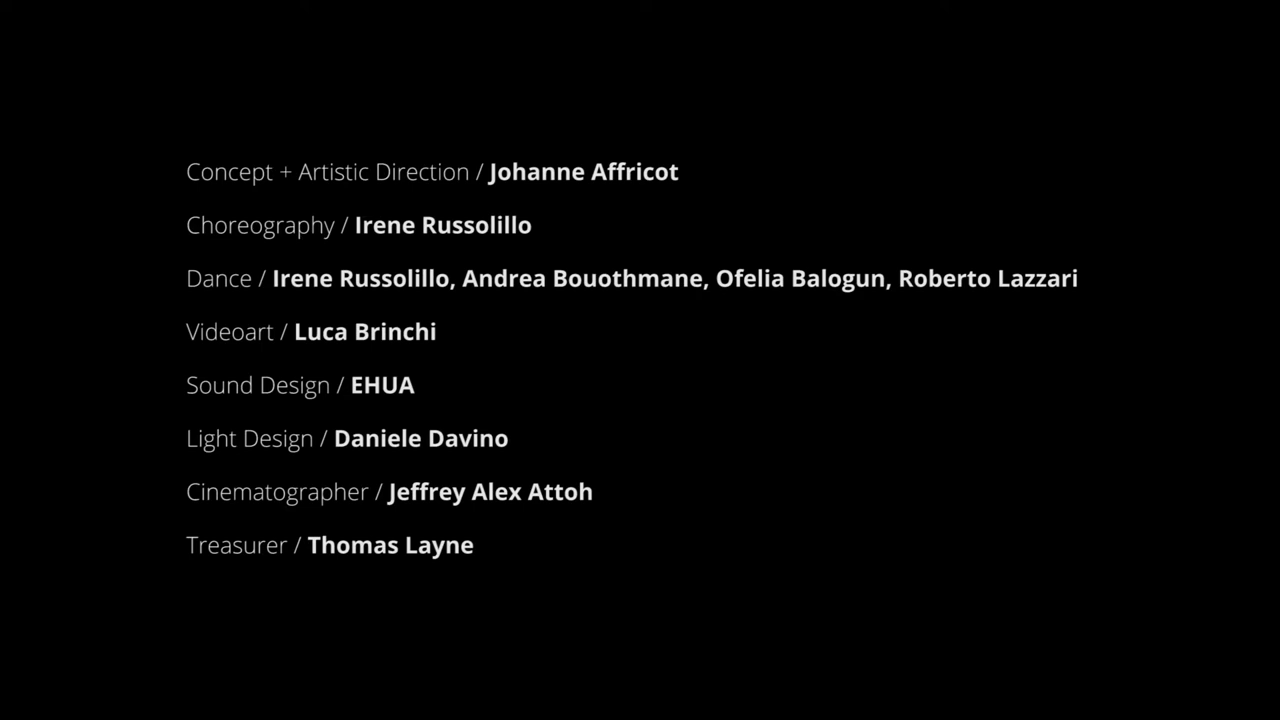 Concept + Artistic Direction / Johanne Affricot
Choreography / Irene Russolillo
Dance / Irene Russolillo, Andrea Bouothmane, Ofelia Balogun, Roberto Lazzari
Videoart / Luca Brinchi
Sound Design / EHUA
Light Design / Daniele Davino
Cinematographer / Jeffrey Alex Attoh
Treasurer / Thomas Layne